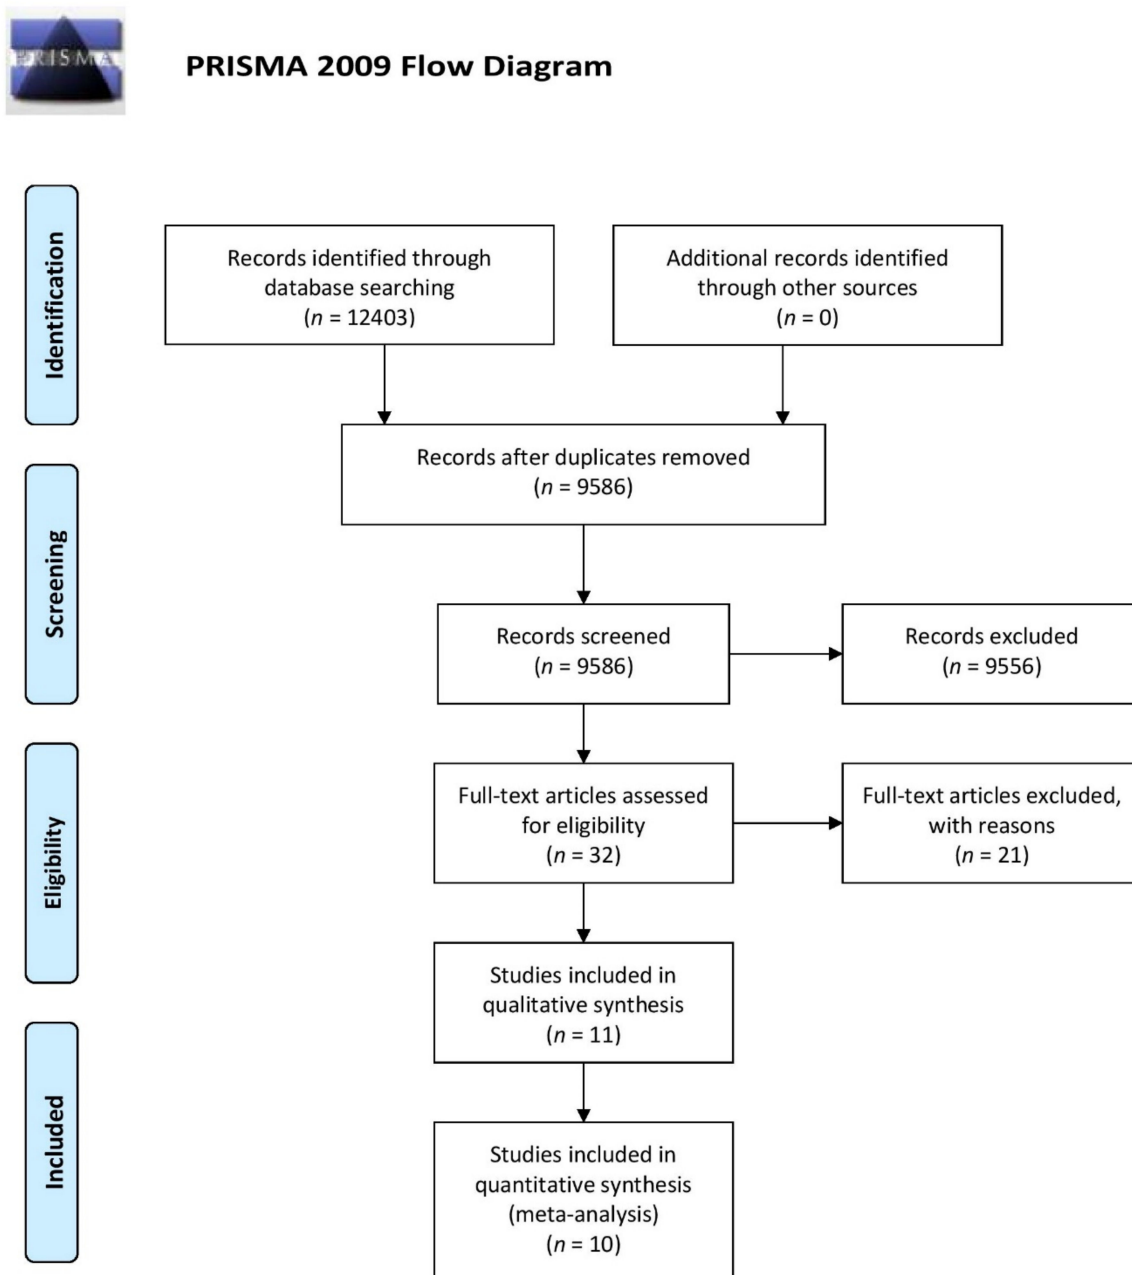 PRISMA
PRISMA 2009 Flow Diagram
Identification
Records identified through
database searching
(n = 12403)
Additional records identified
through other sources
(n = 0)
Records after duplicates removed
(n = 9586)
Screening
Records screened
(n = 9586)
Records excluded
(n = 9556)
Eligibility
Full-text articles assessed
for eligibility
(n = 32)
Full-text articles excluded,
with reasons
(n = 21)
Studies included in
qualitative synthesis
(n = 11)
Included
Studies included in
quantitative synthesis
(meta-analysis)
(n = 10)